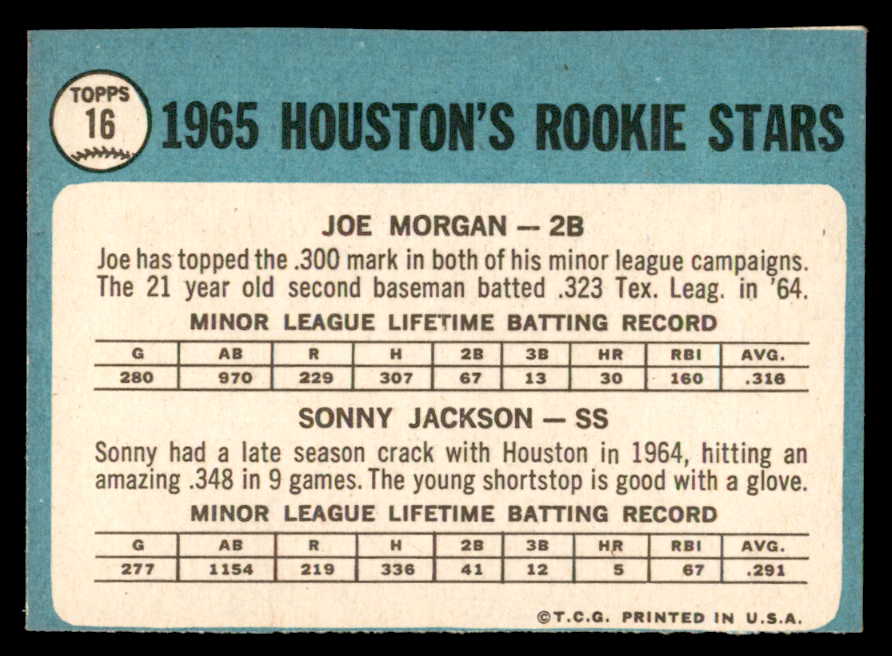 TOPPS
16
1965 HOUSTON'S ROOKIE STARS
JOE MORGAN — 2B
Joe has topped the .300 mark in both of his minor league campaigns.
The 21 year old second baseman batted .323 Tex. Leag. in '64.
MINOR LEAGUE LIFETIME BATTING RECORD
G AB R H 2B 3B HR RBI AVG.
280 970 229 307 67 13 30 160 .316
SONNY JACKSON — SS
Sonny had a late season crack with Houston in 1964, hitting an
amazing .348 in 9 games. The young shortstop is good with a glove.
MINOR LEAGUE LIFETIME BATTING RECORD
G AB R H 2B 3B HR RBI AVG.
277 1154 219 336 41 12 5 67 .291
©T.C.G. PRINTED IN U.S.A.